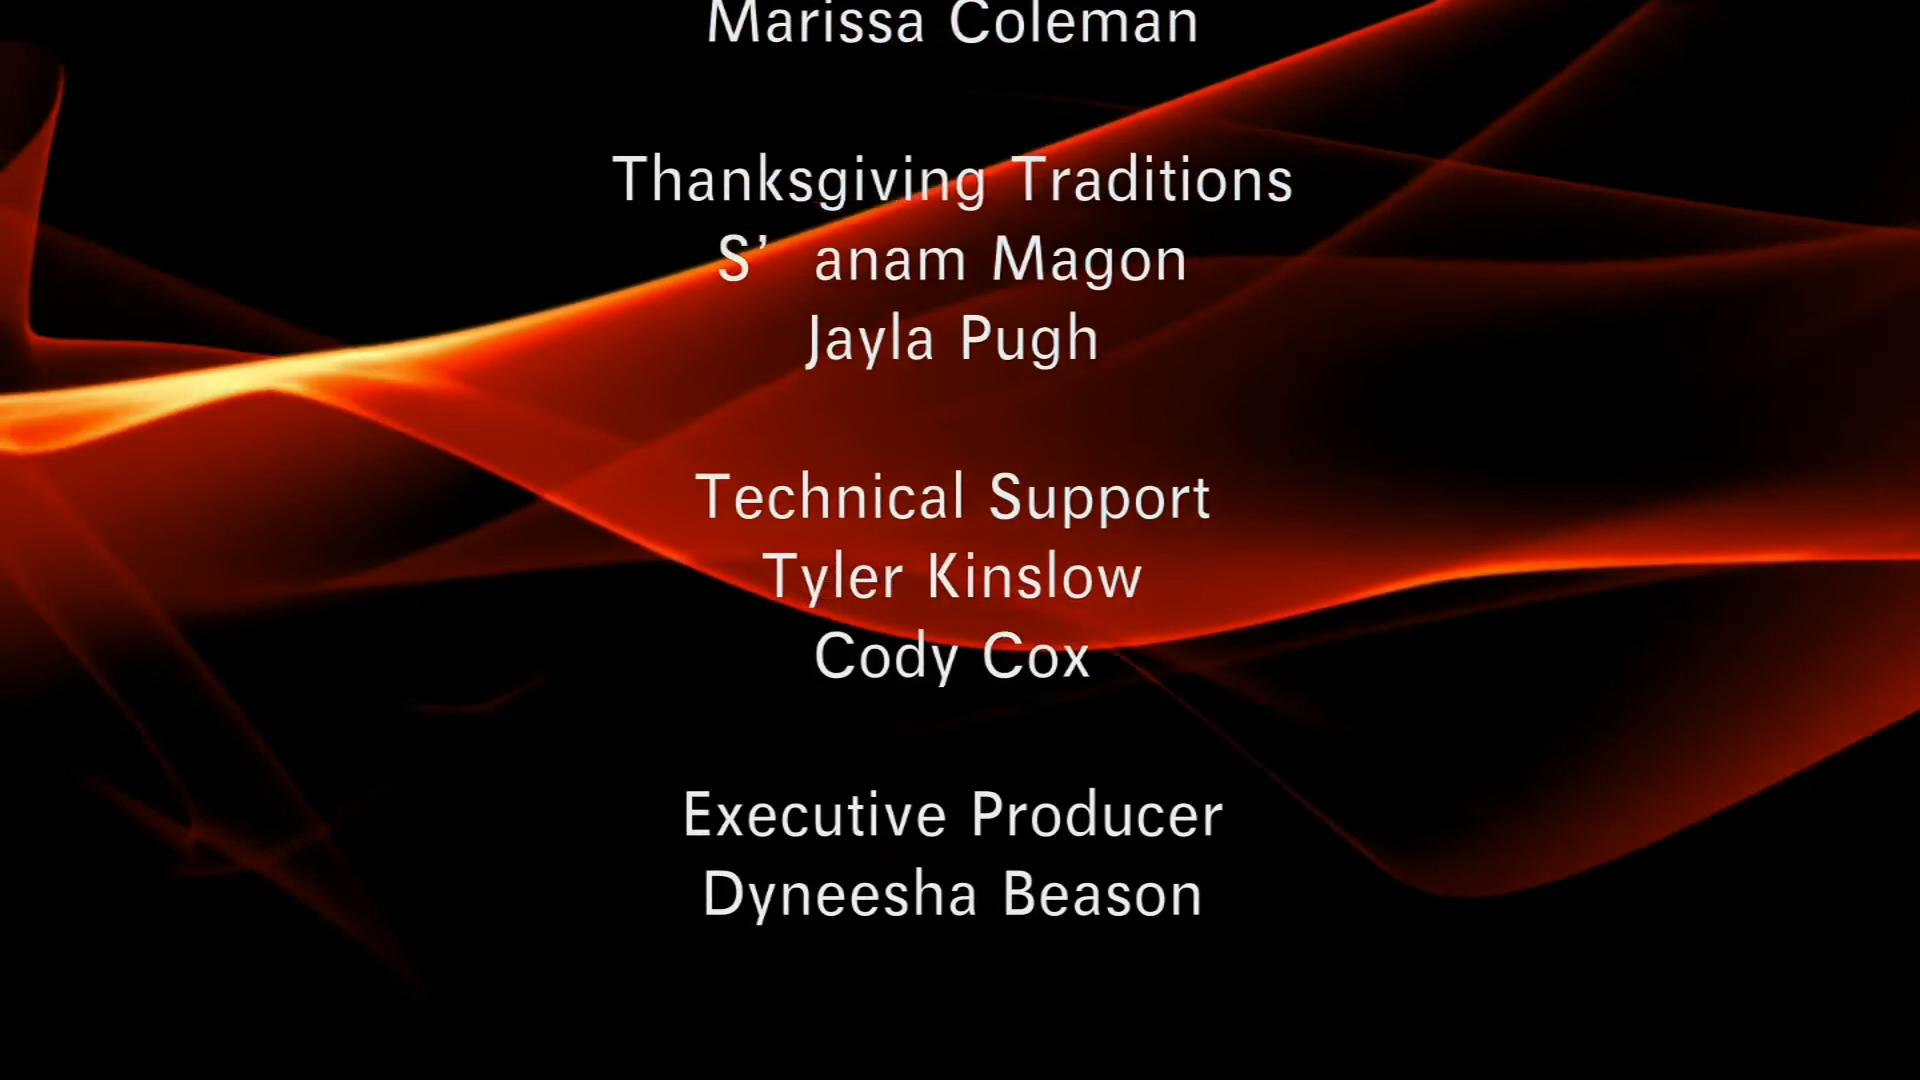 Marissa Coleman
Thanksgiving Traditions
S’ anam Magon
Jayla Pugh
Technical Support
Tyler Kinslow
Cody Cox
Executive Producer
Dyneesha Beason